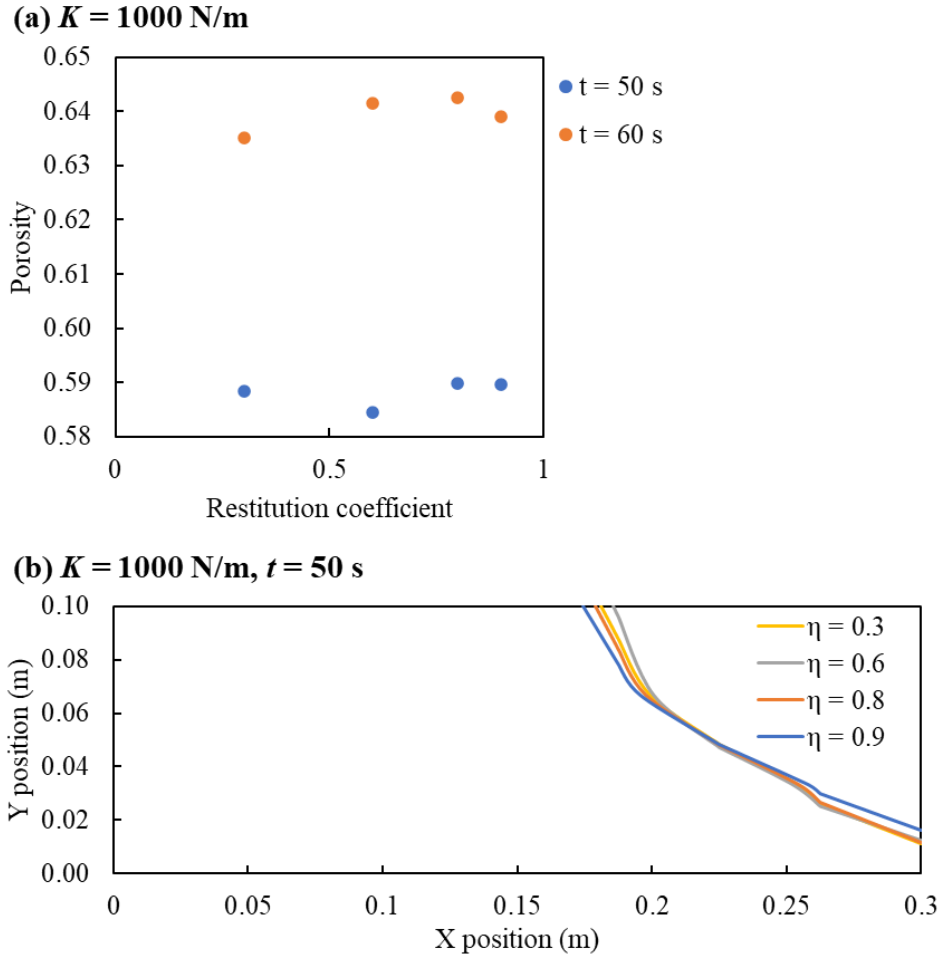 (a) K = 1000 N/m
0.65
0.64
0.63
0.62
0.61
0.60
0.59
0.58
Porosity
0
0.5
1
Restitution coefficient
t = 50 s
t = 60 s
(b) K = 1000 N/m, t = 50 s
0.10
0.08
0.06
0.04
0.02
0.00
Y position (m)
0
0.05
0.1
0.15
0.2
0.25
0.3
X position (m)
η = 0.3
η = 0.6
η = 0.8
η = 0.9